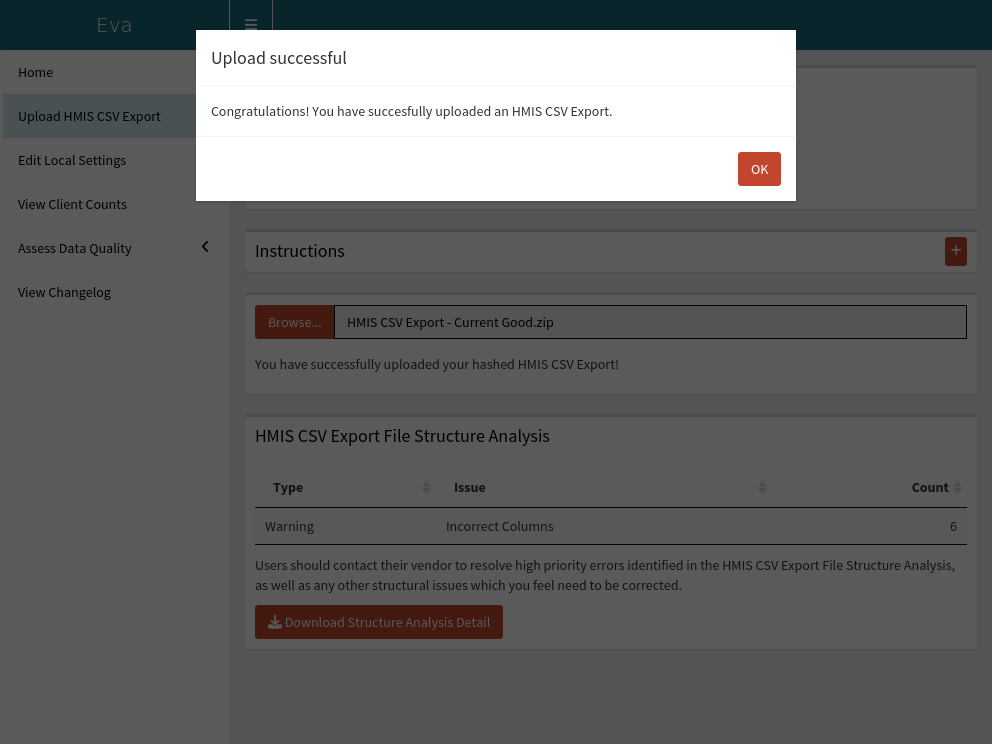 Eva
Upload successful
Congratulations! You have succesfully uploaded an HMIS CSV Export.
OK
Home
Upload HMIS CSV Export
Edit Local Settings
View Client Counts
Assess Data Quality
View Changelog
Instructions
+
Browse... HMIS CSV Export - Current Good.zip
You have successfully uploaded your hashed HMIS CSV Export!
HMIS CSV Export File Structure Analysis
Type Issue Count
Warning Incorrect Columns 6
Users should contact their vendor to resolve high priority errors identified in the HMIS CSV Export File Structure Analysis,
as well as any other structural issues which you feel need to be corrected.
Download Structure Analysis Detail